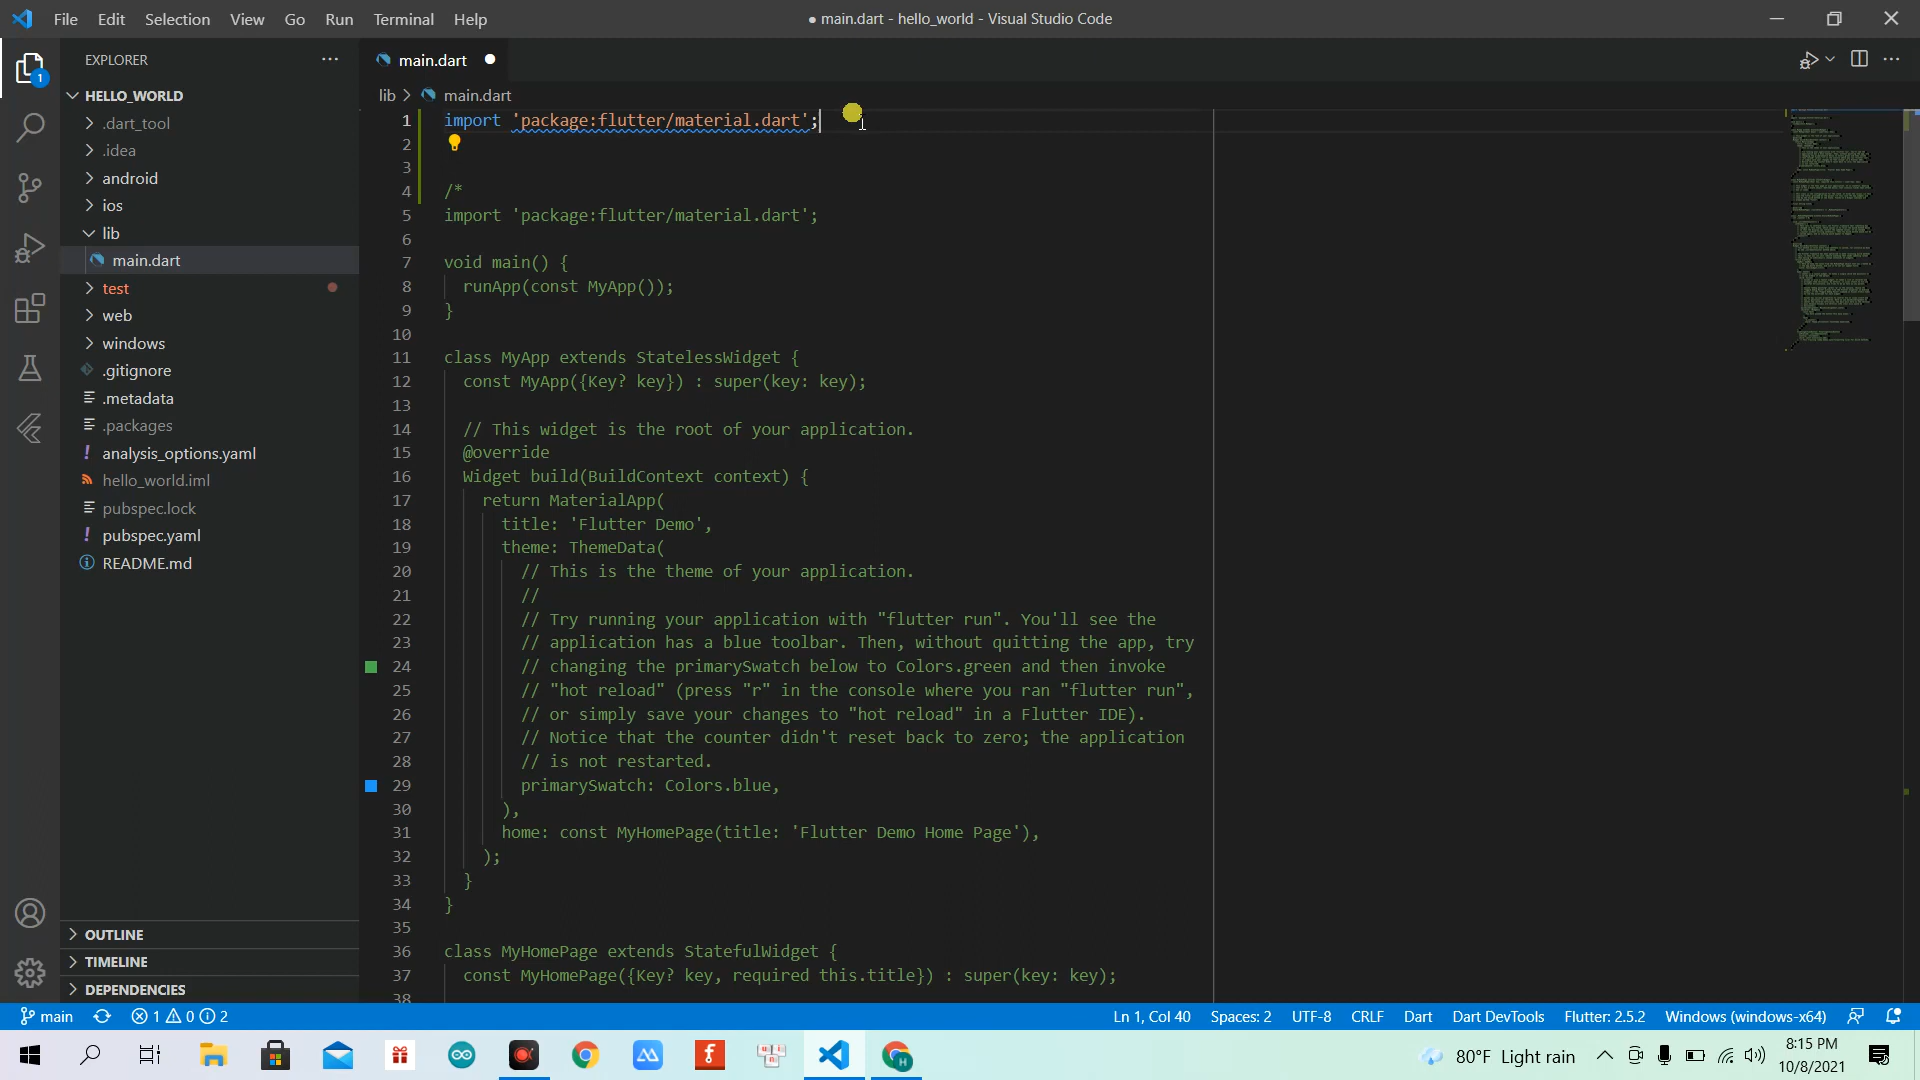 File Edit Selection View Go Run Terminal Help
● main.dart - hello_world - Visual Studio Code
EXPLORER
main.dart
HELLO_WORLD
.dart_tool
.idea
android
ios
lib
main.dart
test
web
windows
.gitignore
.metadata
.packages
analysis_options.yaml
hello_world.iml
pubspec.lock
pubspec.yaml
README.md
OUTLINE
TIMELINE
DEPENDENCIES
1
lib > main.dart
1 import 'package:flutter/material.dart';
2
3
4 /*
5 import 'package:flutter/material.dart';
6
7 void main() {
8 runApp(const MyApp());
9 }
10
11 class MyApp extends StatelessWidget {
12 const MyApp({Key? key}) : super(key: key);
13
14 // This widget is the root of your application.
15 @override
16 Widget build(BuildContext context) {
17 return MaterialApp(
18 title: 'Flutter Demo',
19 theme: ThemeData(
20 // This is the theme of your application.
21 //
22 // Try running your application with "flutter run". You'll see the
23 // application has a blue toolbar. Then, without quitting the app, try
24 // changing the primarySwatch below to Colors.green and then invoke
25 // "hot reload" (press "r" in the console where you ran "flutter run",
26 // or simply save your changes to "hot reload" in a Flutter IDE).
27 // Notice that the counter didn't reset back to zero; the application
28 // is not restarted.
29 primarySwatch: Colors.blue,
30 ),
31 home: const MyHomePage(title: 'Flutter Demo Home Page'),
32 );
33 }
34 }
35
36 class MyHomePage extends StatefulWidget {
37 const MyHomePage({Key? key, required this.title}) : super(key: key);
38
main 1 0 2 Ln 1, Col 40 Spaces: 2 UTF-8 CRLF Dart Dart DevTools Flutter: 2.5.2 Windows (windows-x64)
80°F Light rain
8:15 PM
10/8/2021